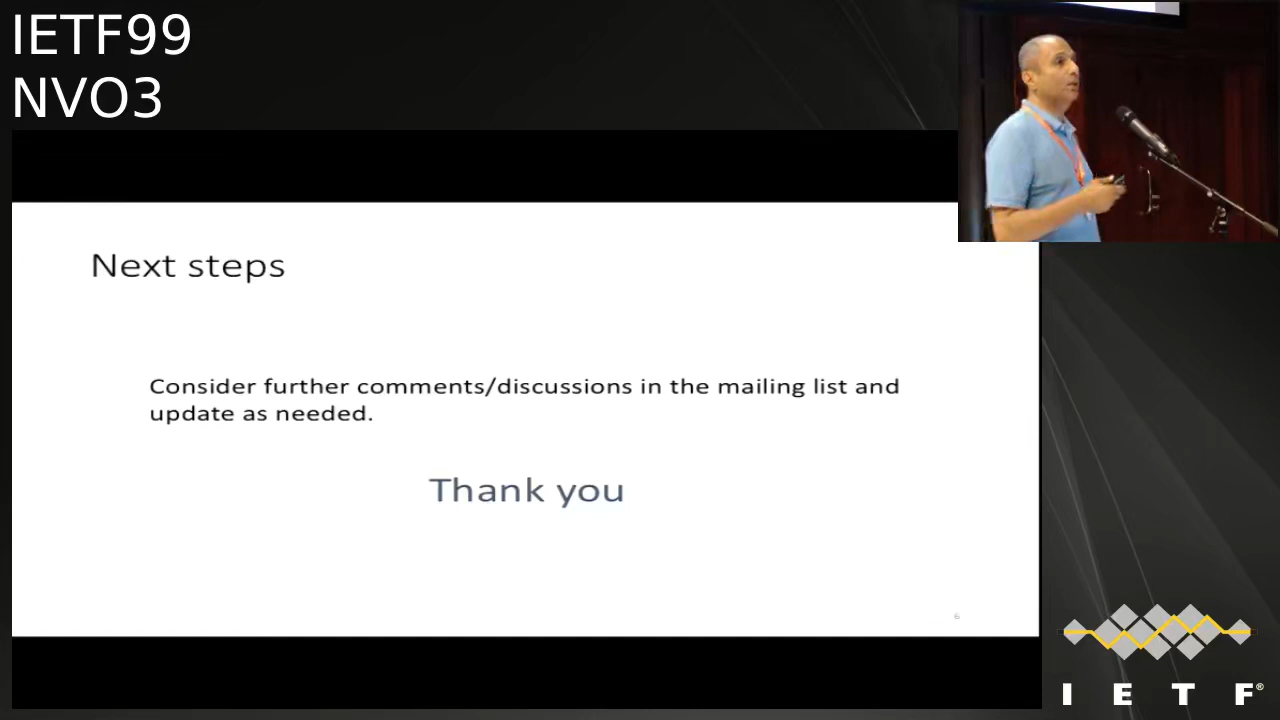 IETF99
NVO3
Next steps
Consider further comments/discussions in the mailing list and
update as needed.
Thank you
I E T F®